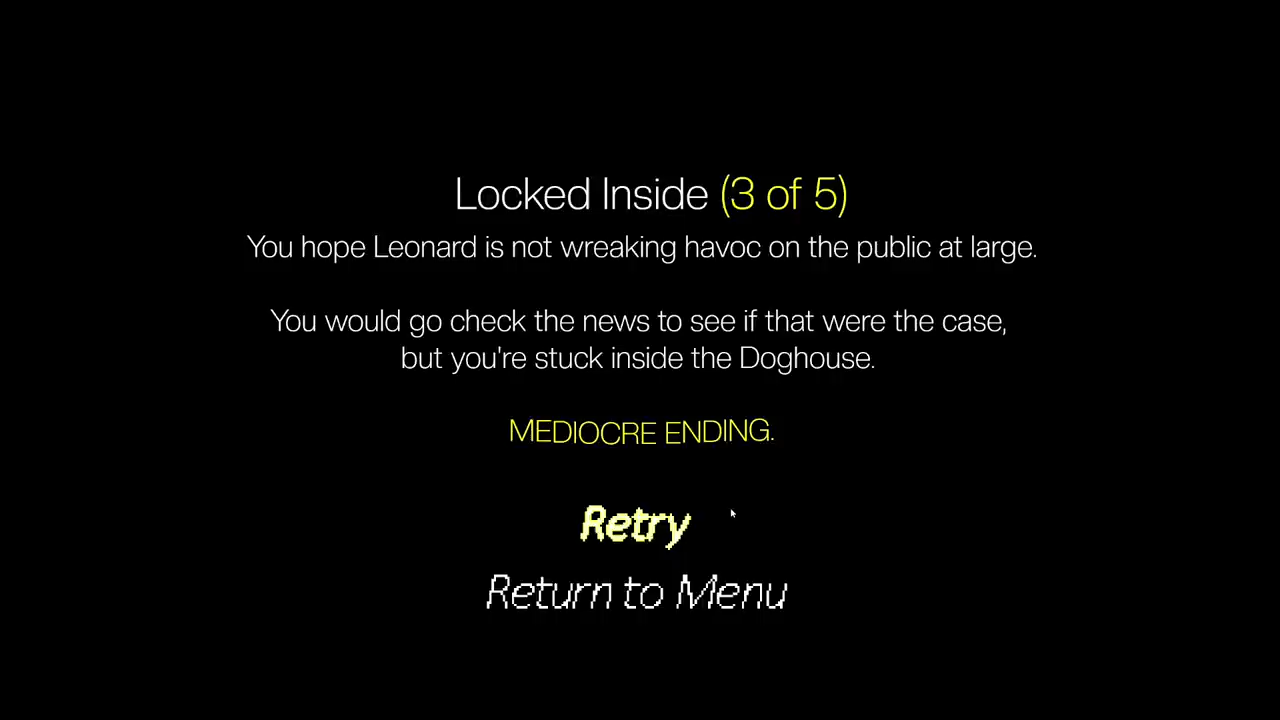 Locked Inside (3 of 5)
You hope Leonard is not wreaking havoc on the public at large.
You would go check the news to see if that were the case,
but you're stuck inside the Doghouse.
MEDIOCRE ENDING.
Retry
Return to Menu